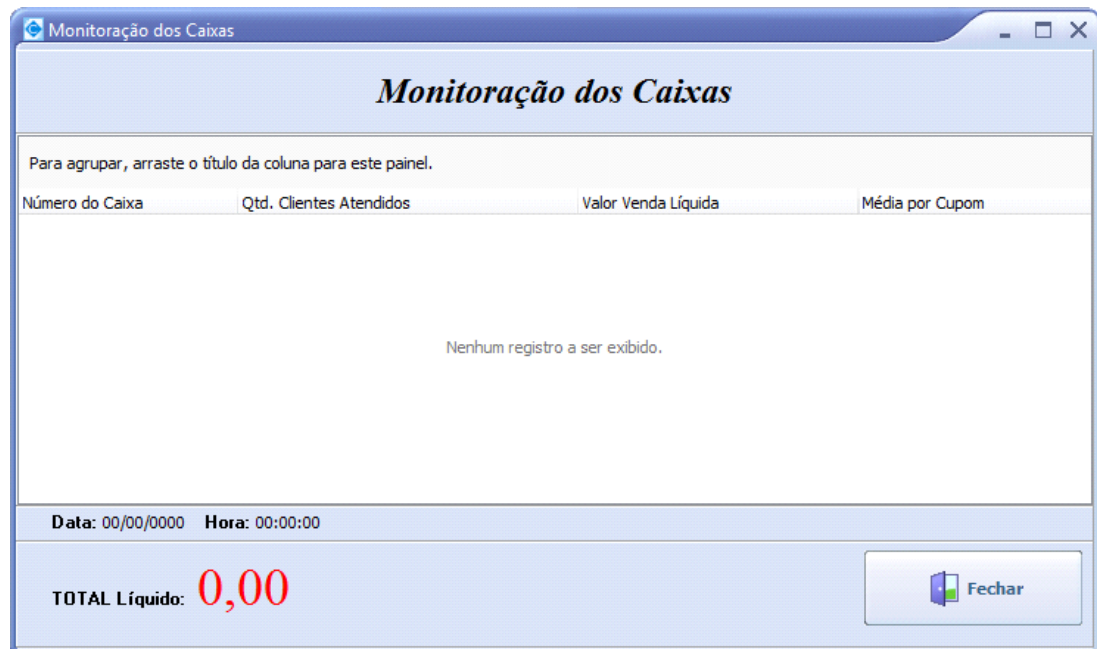 Monitoração dos Caixas
Monitoração dos Caixas
Para agrupar, arraste o título da coluna para este painel.
Número do Caixa Qtd. Clientes Atendidos Valor Venda Líquida Média por Cupom
Nenhum registro a ser exibido.
Data: 00/00/0000 Hora: 00:00:00
TOTAL Líquido: 0,00
Fechar